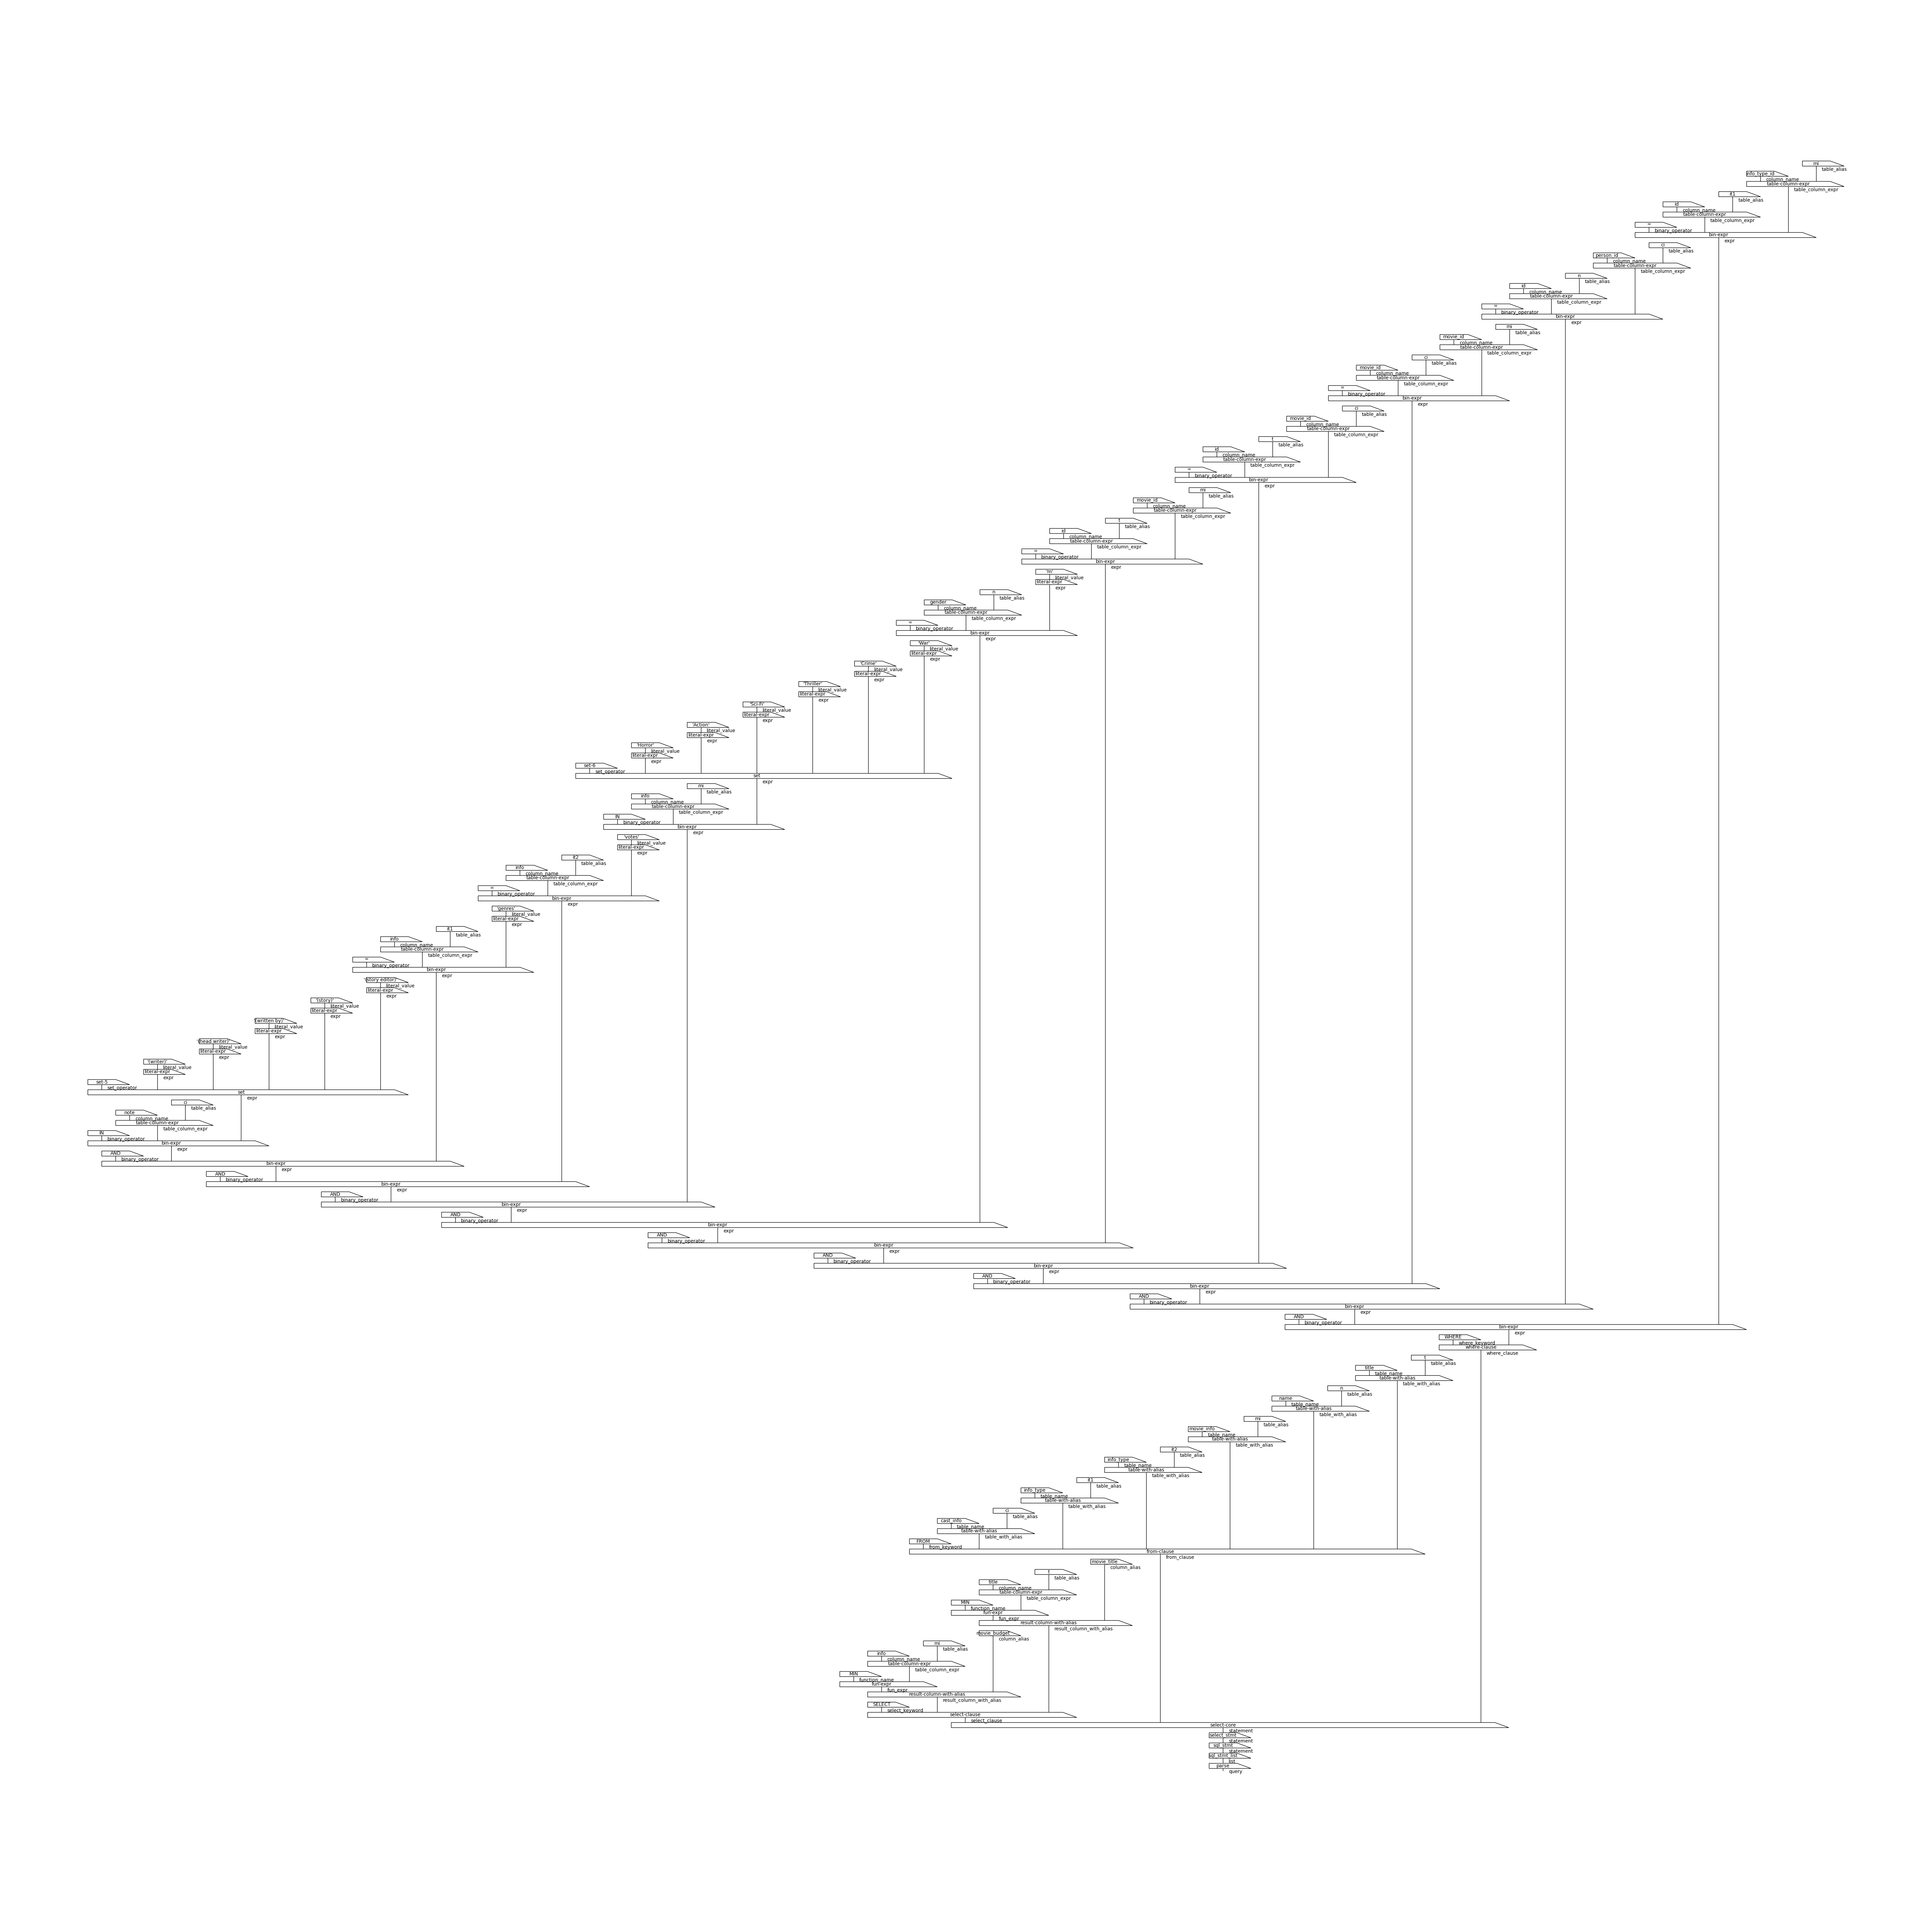 mi
table_alias
info_type_id
column_name
table-column-expr
table_column_expr
it1
table_alias
id
column_name
table-column-expr
table_column_expr
=
binary_operator
bin-expr
expr
ci
table_alias
person_id
column_name
table-column-expr
table_column_expr
n
table_alias
id
column_name
table-column-expr
table_column_expr
=
binary_operator
bin-expr
expr
mi
table_alias
movie_id
column_name
table-column-expr
table_column_expr
ci
table_alias
movie_id
column_name
table-column-expr
table_column_expr
=
binary_operator
bin-expr
expr
ci
table_alias
movie_id
column_name
table-column-expr
table_column_expr
t
table_alias
id
column_name
table-column-expr
table_column_expr
=
binary_operator
bin-expr
expr
mi
table_alias
movie_id
column_name
table-column-expr
table_column_expr
t
table_alias
id
column_name
table-column-expr
table_column_expr
=
binary_operator
bin-expr
expr
'm'
literal_value
literal-expr
expr
n
table_alias
gender
column_name
table-column-expr
table_column_expr
=
binary_operator
bin-expr
expr
'War'
literal_value
literal-expr
expr
'Crime'
literal_value
literal-expr
expr
'Thriller'
literal_value
literal-expr
expr
'Sci-Fi'
literal_value
literal-expr
expr
'Action'
literal_value
literal-expr
expr
'Horror'
literal_value
literal-expr
expr
set-6
set_operator
set
expr
mi
table_alias
info
column_name
table-column-expr
table_column_expr
IN
binary_operator
bin-expr
expr
'votes'
literal_value
literal-expr
expr
it2
table_alias
info
column_name
table-column-expr
table_column_expr
=
binary_operator
bin-expr
expr
'genres'
literal_value
literal-expr
expr
it1
table_alias
info
column_name
table-column-expr
table_column_expr
=
binary_operator
bin-expr
expr
'(story editor)'
literal_value
literal-expr
expr
'(story)'
literal_value
literal-expr
expr
'(written by)'
literal_value
literal-expr
expr
'(head writer)'
literal_value
literal-expr
expr
'(writer)'
literal_value
literal-expr
expr
set-5
set_operator
set
expr
ci
table_alias
note
column_name
table-column-expr
table_column_expr
IN
binary_operator
bin-expr
expr
AND
binary_operator
bin-expr
expr
AND
binary_operator
bin-expr
expr
AND
binary_operator
bin-expr
expr
AND
binary_operator
bin-expr
expr
AND
binary_operator
bin-expr
expr
AND
binary_operator
bin-expr
expr
AND
binary_operator
bin-expr
expr
AND
binary_operator
bin-expr
expr
AND
binary_operator
bin-expr
expr
WHERE
where_keyword
where-clause
where_clause
t
table_alias
title
table_name
table-with-alias
table_with_alias
n
table_alias
name
table_name
table-with-alias
table_with_alias
mi
table_alias
movie_info
table_name
table-with-alias
table_with_alias
it2
table_alias
info_type
table_name
table-with-alias
table_with_alias
it1
table_alias
info_type
table_name
table-with-alias
table_with_alias
ci
table_alias
cast_info
table_name
table-with-alias
table_with_alias
FROM
from_keyword
from-clause
from_clause
movie_title
column_alias
t
table_alias
title
column_name
table-column-expr
table_column_expr
MIN
function_name
fun-expr
fun_expr
result-column-with-alias
result_column_with_alias
movie_budget
column_alias
mi
table_alias
info
column_name
table-column-expr
table_column_expr
MIN
function_name
fun-expr
fun_expr
result-column-with-alias
result_column_with_alias
SELECT
select_keyword
select-clause
select_clause
select-core
statement
select_stmt
statement
sql_stmt
statement
sql_stmt_list
list
parse
query